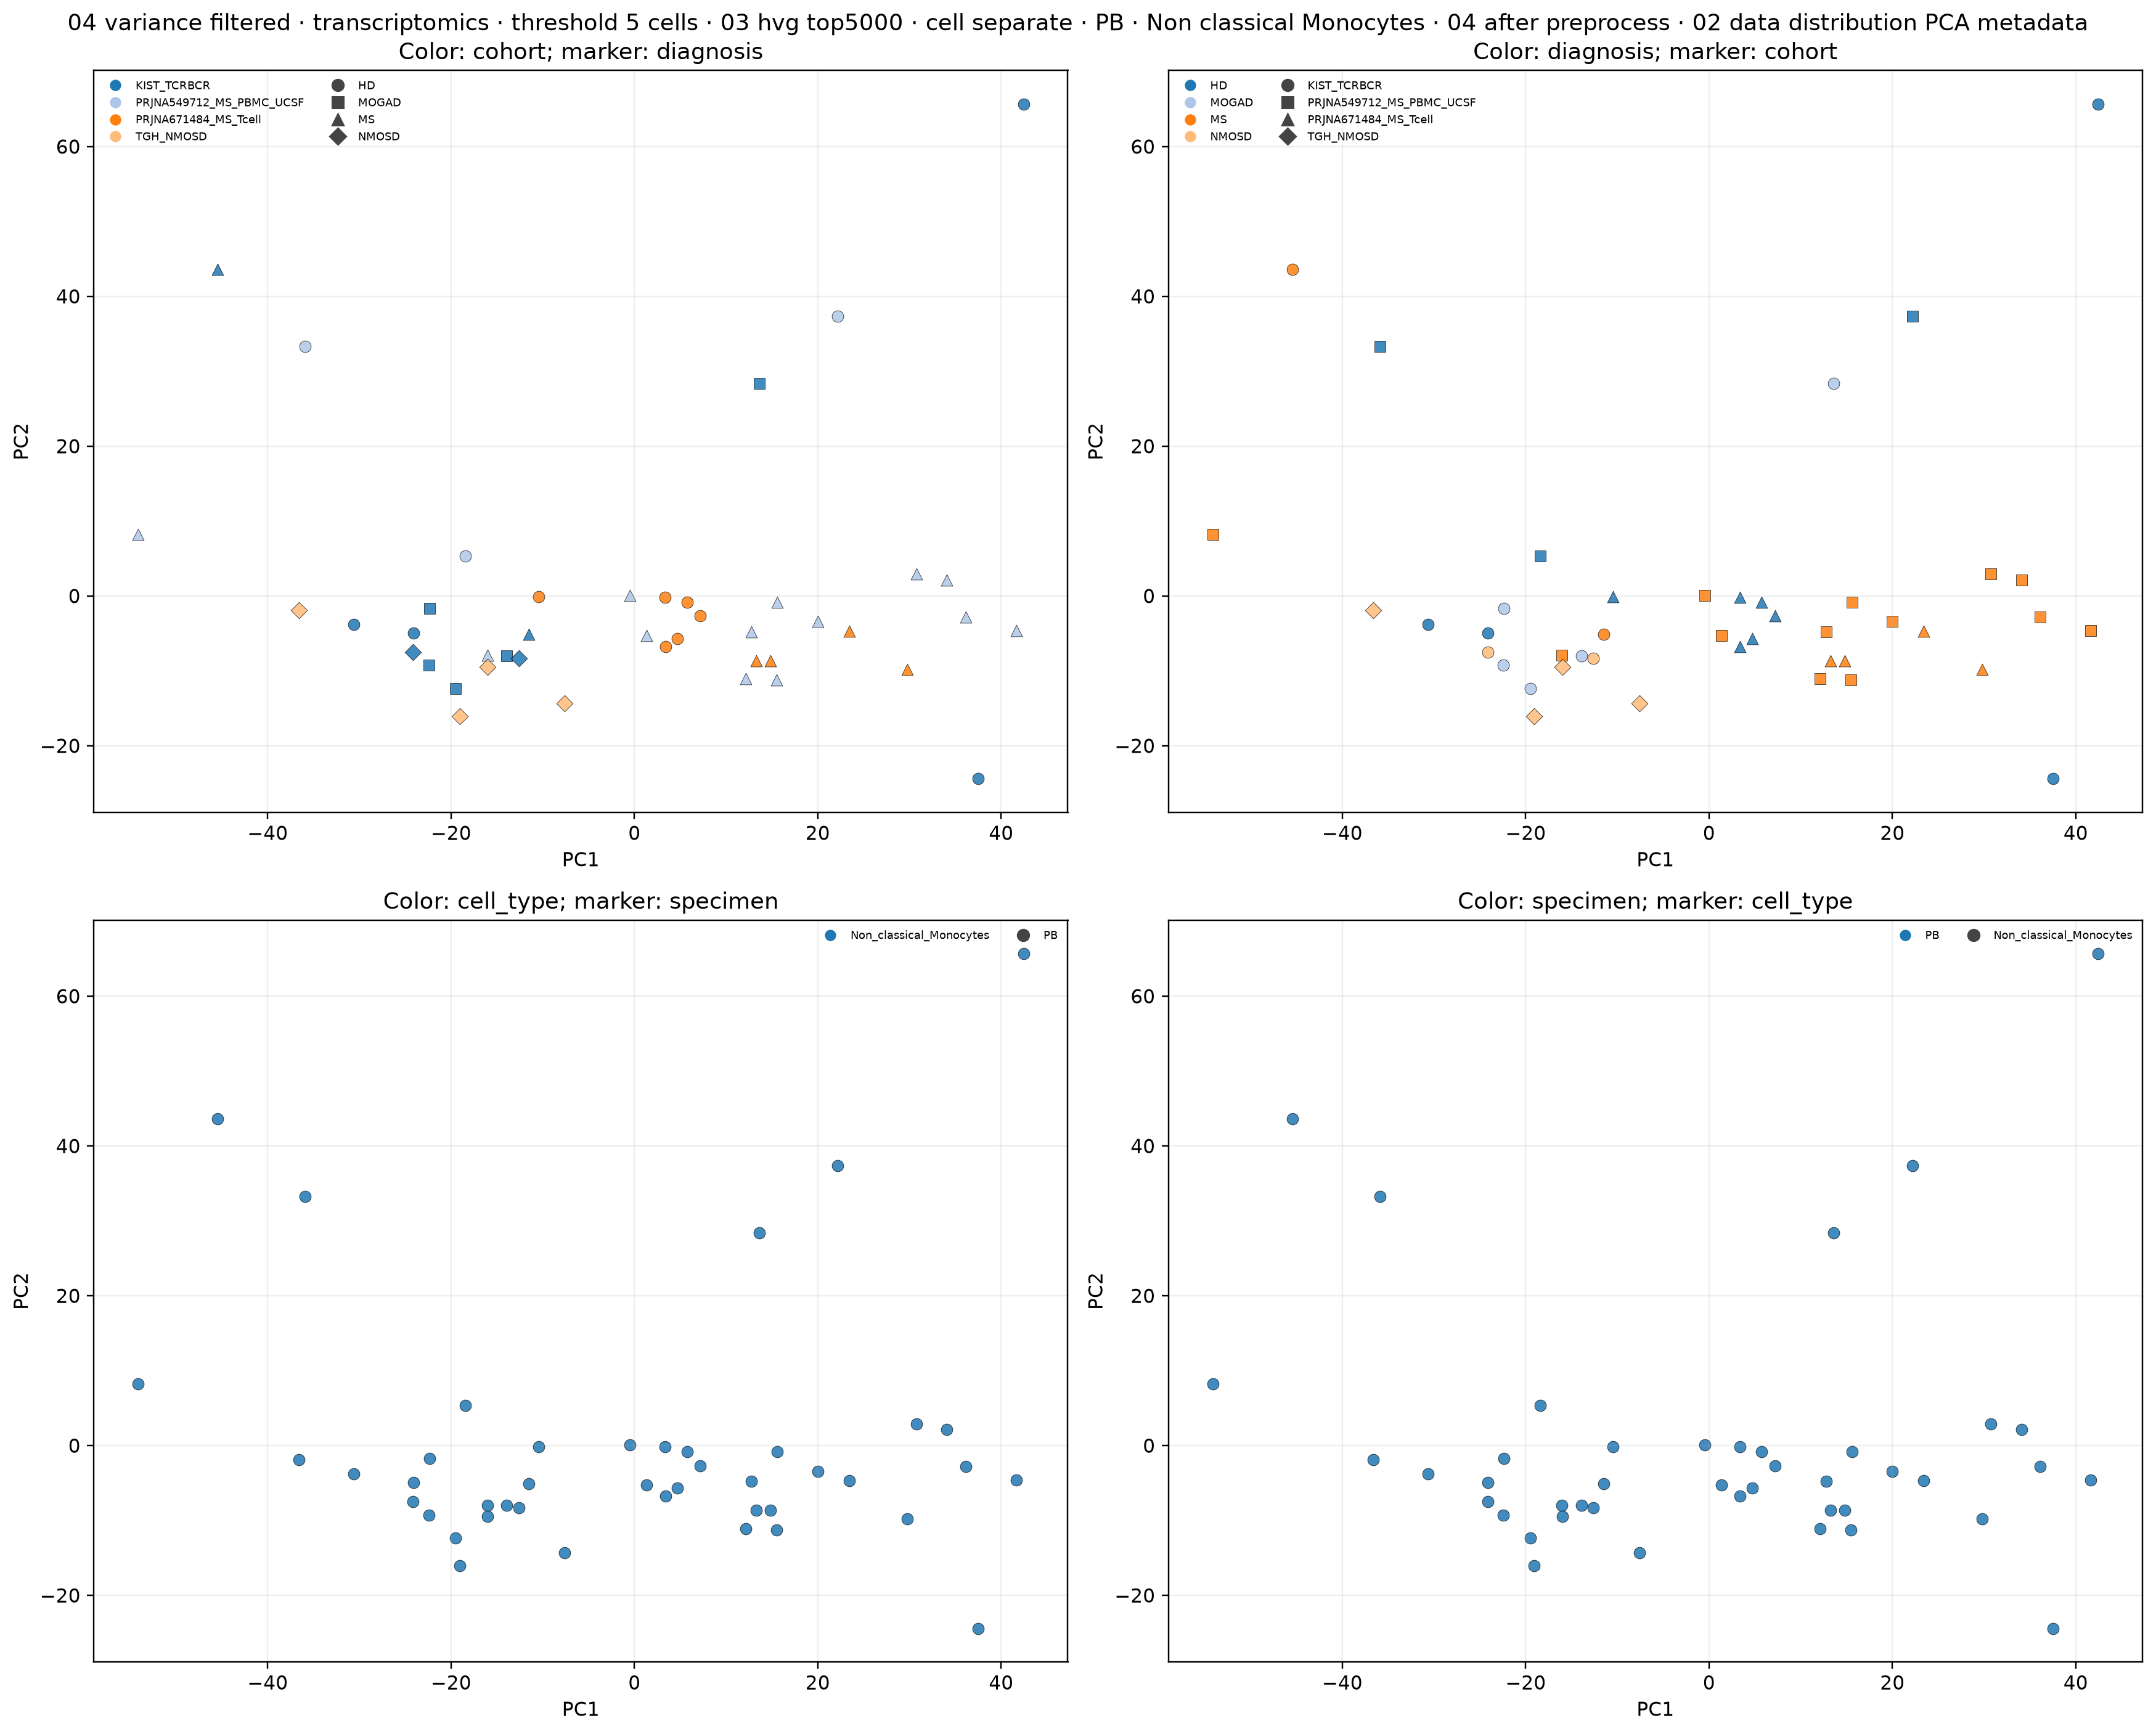 04 variance filtered · transcriptomics · threshold 5 cells · 03 hvg top5000 · cell separate · PB · Non classical Monocytes · 04 after preprocess · 02 data distribution PCA metadata
Color: cohort; marker: diagnosis
KIST_TCRBCR
PRJNA549712_MS_PBMC_UCSF
PRJNA671484_MS_Tcell
TGH_NMOSD
HD
MOGAD
MS
NMOSD
60
40
20
0
−20
PC2
−40
−20
0
20
40
PC1
Color: diagnosis; marker: cohort
HD
MOGAD
MS
NMOSD
KIST_TCRBCR
PRJNA549712_MS_PBMC_UCSF
PRJNA671484_MS_Tcell
TGH_NMOSD
60
40
20
0
−20
PC2
−40
−20
0
20
40
PC1
Color: cell_type; marker: specimen
Non_classical_Monocytes
PB
60
40
20
0
−20
PC2
−40
−20
0
20
40
PC1
Color: specimen; marker: cell_type
PB
Non_classical_Monocytes
60
40
20
0
−20
PC2
−40
−20
0
20
40
PC1